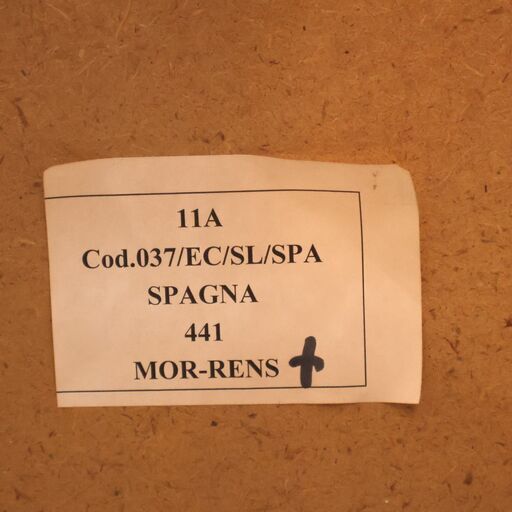 11A
Cod.037/EC/SL/SPA
SPAGNA
441
MOR-RENS